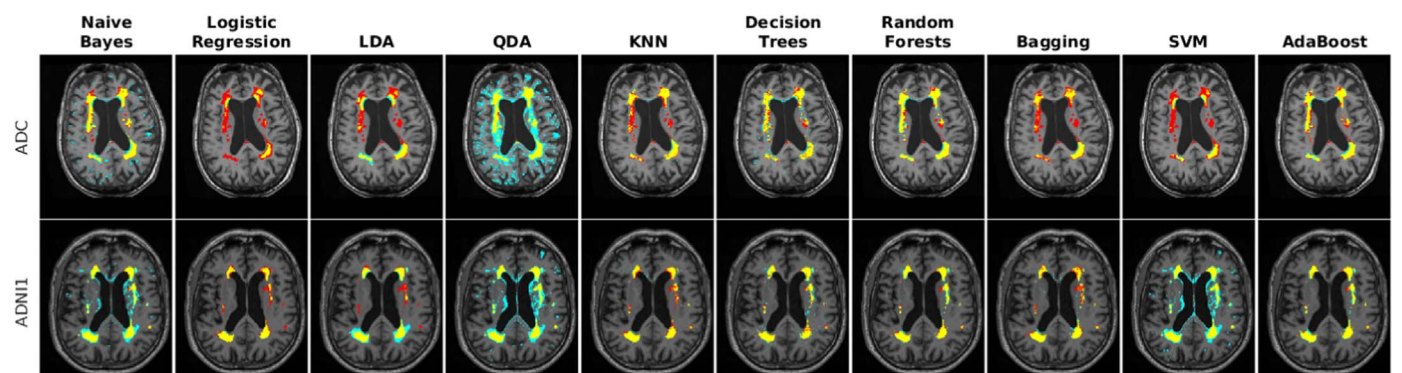 Naive Bayes
Logistic Regression
LDA
QDA
KNN
Decision Trees
Random Forests
Bagging
SVM
AdaBoost
ADC
ADNI1